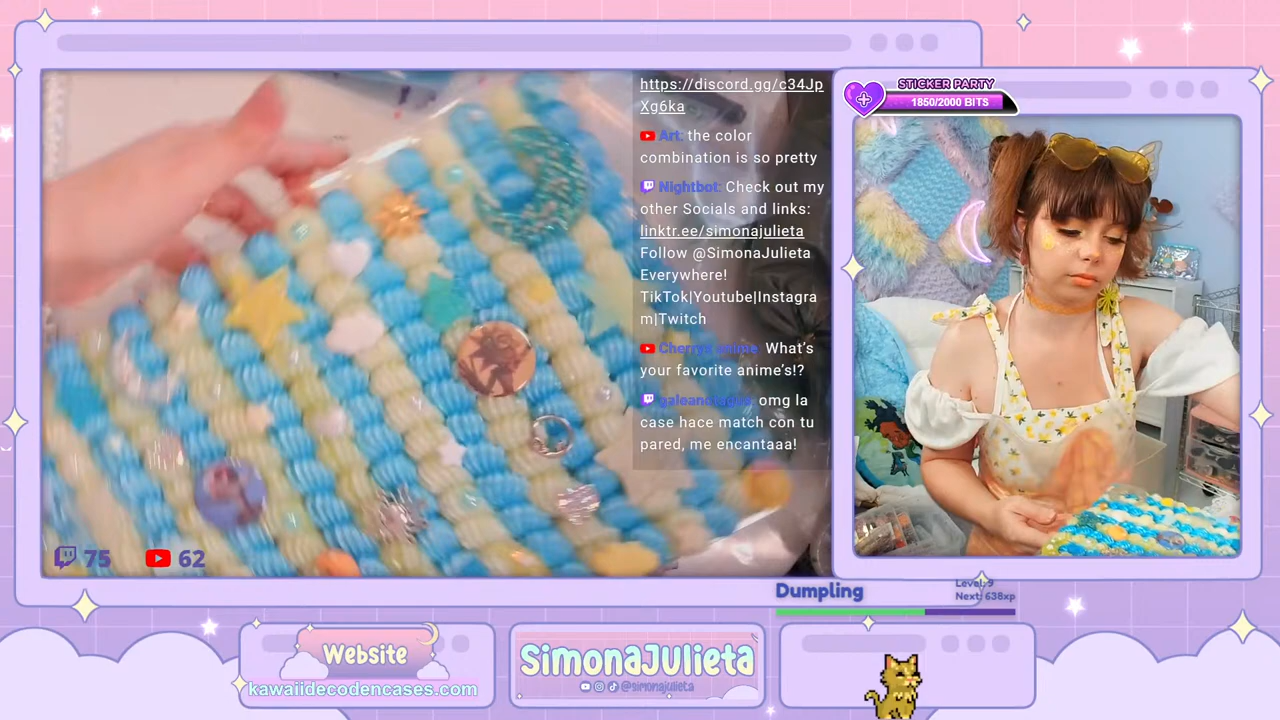 STICKER PARTY
1850/2000 BITS
https://discord.gg/c34Jp
Xg6ka
Art: the color
combination is so pretty
Nightbot: Check out my
other Socials and links:
linktr.ee/simonajulieta
Follow @SimonaJulieta
Everywhere!
TikTok|Youtube|Instagra
m|Twitch
anime: What's
your favorite anime's!?
omg la
case hace match con tu
pared, me encantaaa!
75
62
Dumpling
Level: 9
Next: 638xp
Website
kawaiidecodencases.com
SimonaJulieta
@simonajulieta